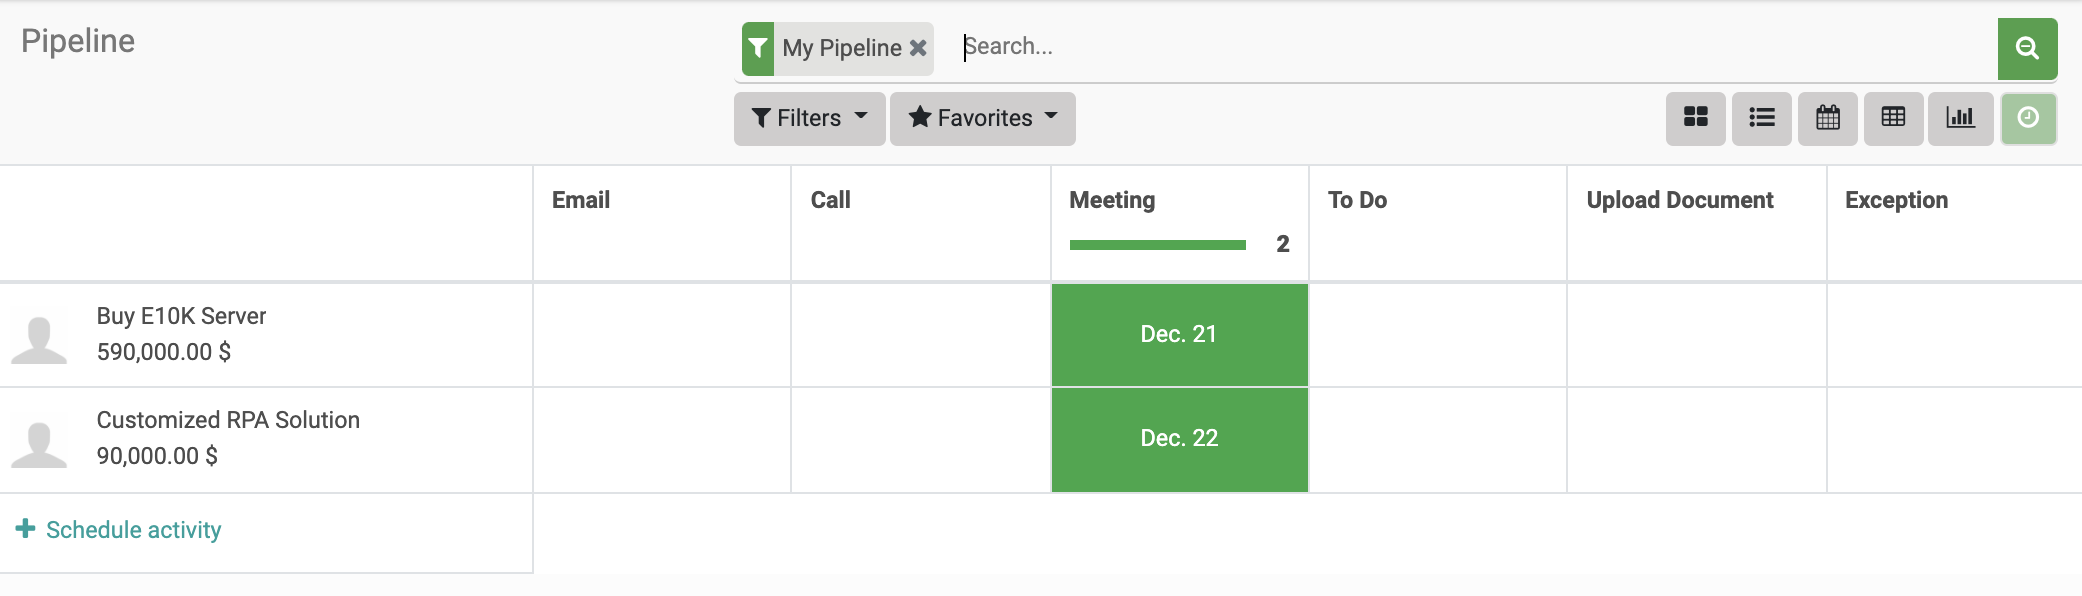 Pipeline
My Pipeline
Search...
Filters
Favorites
Email
Call
Meeting
To Do
Upload Document
Exception
2
Buy E10K Server
590,000.00 $
Dec. 21
Customized RPA Solution
90,000.00 $
Dec. 22
Schedule activity